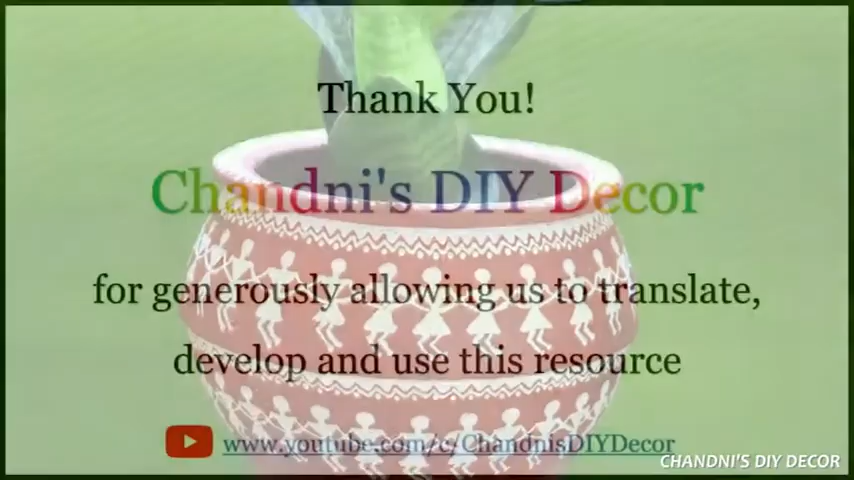 Thank You!
Chandni's DIY Decor
for generously allowing us to translate,
develop and use this resource
www.youtube.com/c/ChandnisDIYDecor
CHANDNI'S DIY DECOR